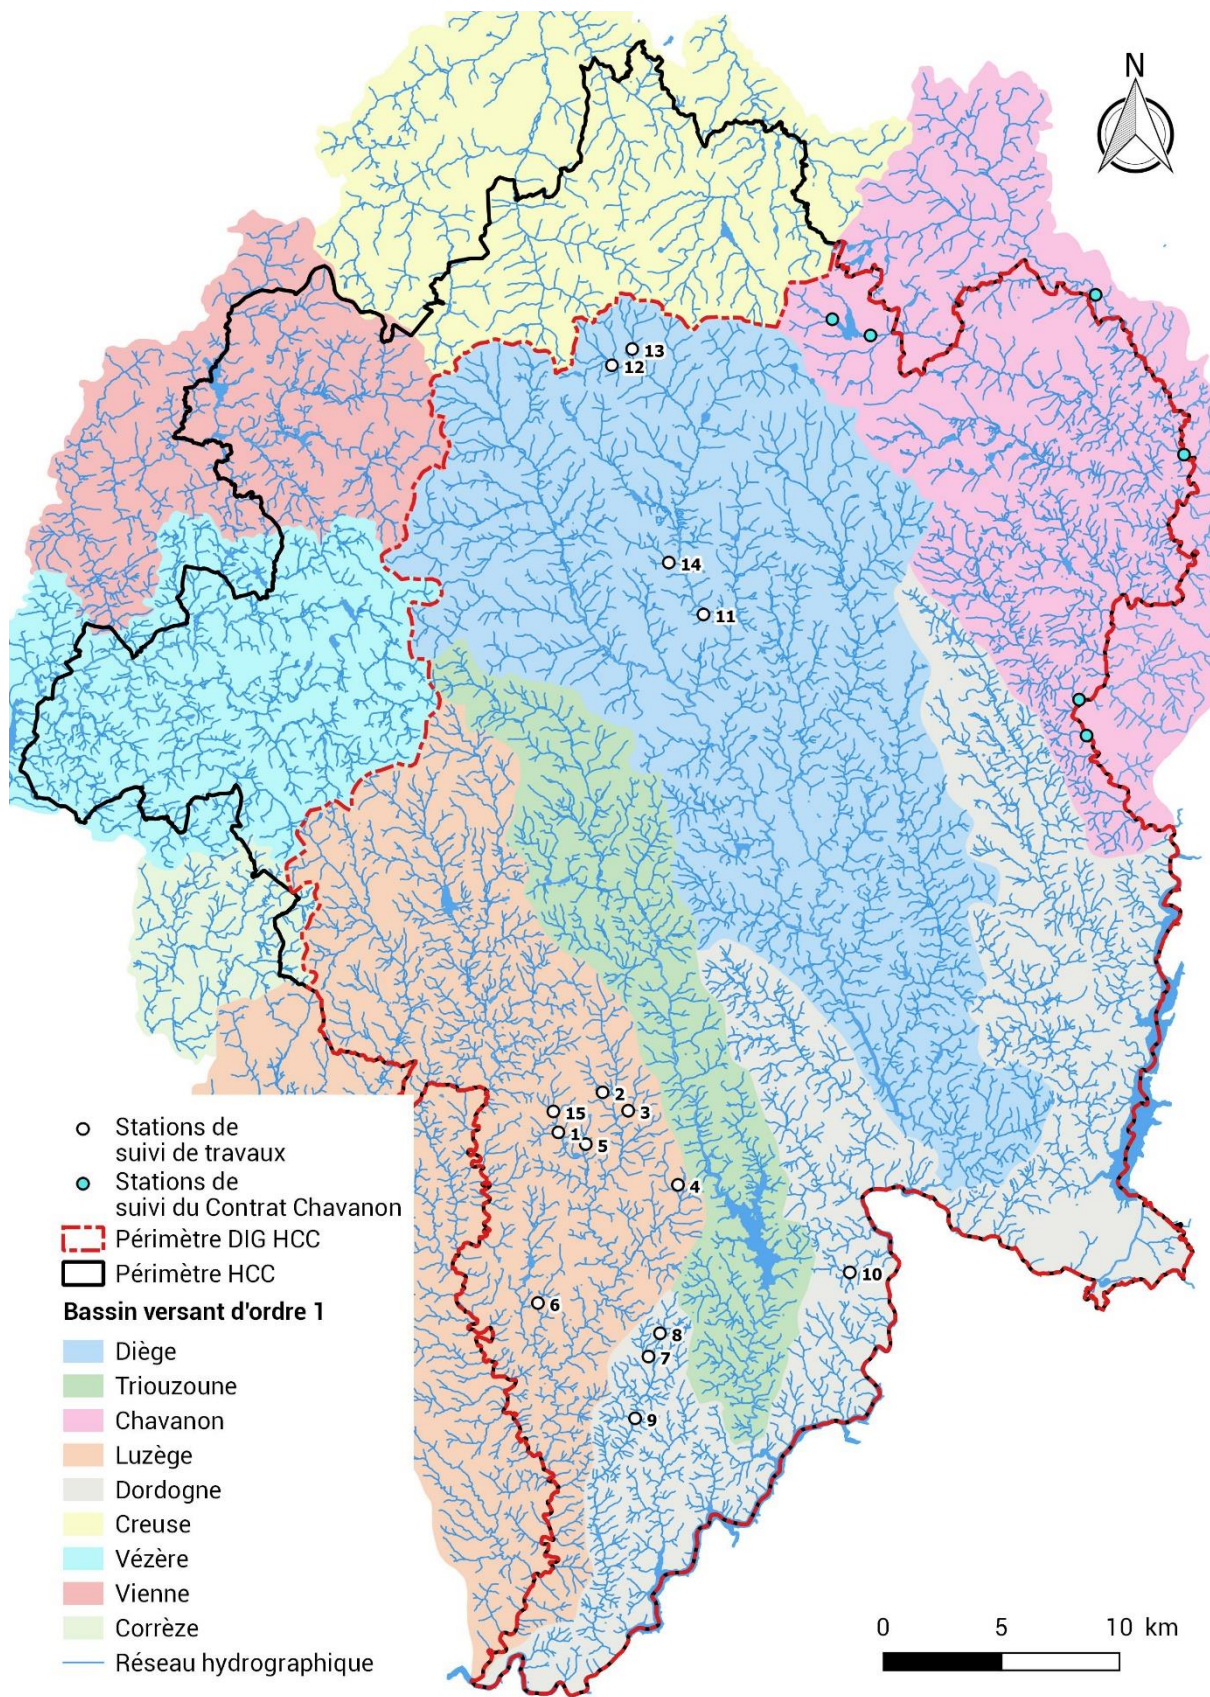 N
13
12
14
11
2
15
3
1
5
4
10
6
8
7
9
Stations de
suivi de travaux
Stations de
suivi du Contrat Chavanon
Périmètre DIG HCC
Périmètre HCC
Bassin versant d'ordre 1
Diège
Triouzoune
Chavanon
Luzège
Dordogne
Creuse
Vézère
Vienne
Corrèze
Réseau hydrographique
0 5 10 km